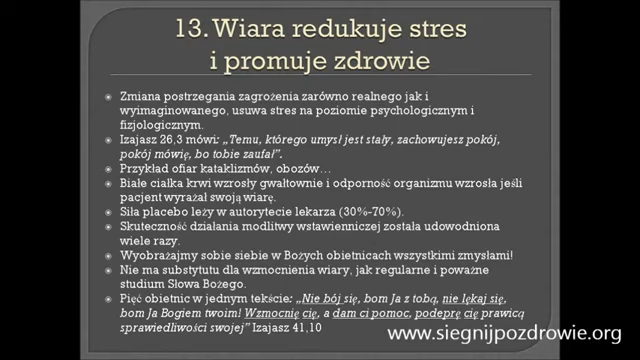 13. Wiara redukuje stres
i promuje zdrowie
Zmiana postrzegania zagrożenia zarówno realnego jak i
wyimaginowanego, usuwa stres na poziomie psychologicznym i
fizjologicznym.
Izajasz 26,3 mówi: „Temu, którego umysł jest stały, zachowujesz pokój,
pokój mówię, bo tobie zaufał”.
Przykład ofiar kataklizmów, obozów…
Białe ciałka krwi wzrosły gwałtownie i odporność organizmu wzrosła jeśli
pacjent wyrażał swoją wiarę.
Siła placebo leży w autorytecie lekarza (30%-70%).
Skuteczność działania modlitwy wstawienniczej została udowodniona
wiele razy.
Wyobrażajmy sobie siebie w Bożych obietnicach wszystkimi zmysłami!
Nie ma substytutu dla wzmocnienia wiary, jak regularne i poważne
studium Słowa Bożego.
Pięć obietnic w jednym tekście: „Nie bój się, bom Ja z tobą, nie lękaj się,
bom Ja Bogiem twoim! Wzmocnię cię, a dam ci pomoc, podeprę cię prawicą
sprawiedliwości swojej” Izajasz 41,10
www.siegnijpozdrowie.org